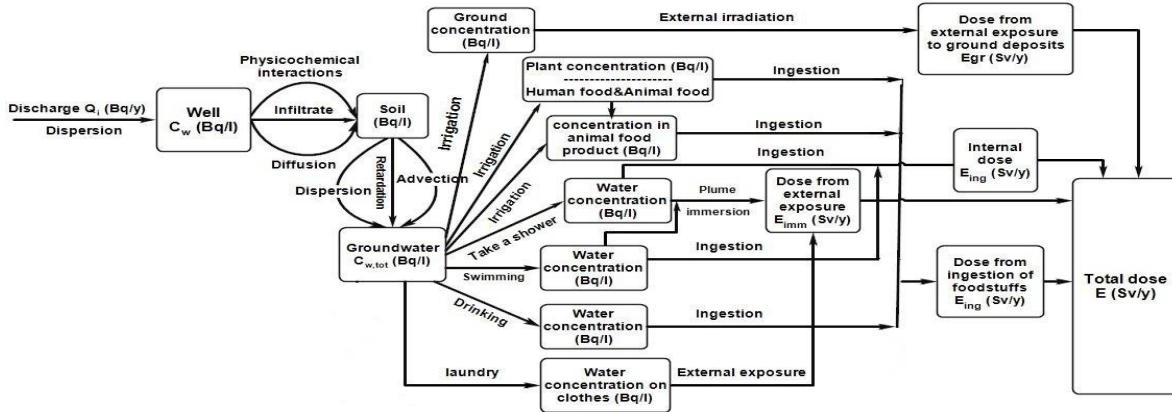 Discharge Qi (Bq/y)
Dispersion
Well
Cw (Bq/l)
Physicochemical
interactions
Infiltrate
Diffusion
Soil
(Bq/l)
Dispersion
Retardation
Advection
Groundwater
Cw,tot (Bq/l)
Irrigation
Irrigation
Irrigation
Take a shower
Swimming
Drinking
laundry
Ground
concentration
(Bq/l)
External irradiation
Dose from
external exposure
to ground deposits
Egr (Sv/y)
Plant concentration (Bq/l)
--------------------
Human food&Animal food
Ingestion
concentration in
animal food
product (Bq/l)
Ingestion
Ingestion
Internal
dose
Eing (Sv/y)
Water
concentration
(Bq/l)
Plume
immersion
Dose from
external
exposure
Eimm (Sv/y)
Water
concentration
(Bq/l)
Ingestion
Dose from
ingestion of
foodstuffs
Eing (Sv/y)
Total dose
E (Sv/y)
Water
concentration
(Bq/l)
Ingestion
Water
concentration on
clothes (Bq/l)
External exposure